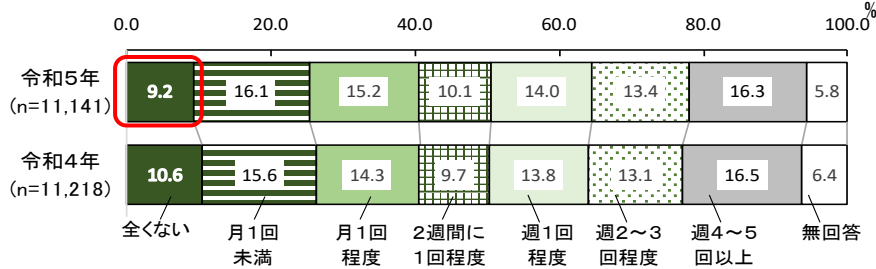 %
0.0 20.0 40.0 60.0 80.0 100.0
令和5年
(n=11,141)
9.2 16.1 15.2 10.1 14.0 13.4 16.3 5.8
令和4年
(n=11,218)
10.6 15.6 14.3 9.7 13.8 13.1 16.5 6.4
全くない
月1回
未満
月1回
程度
2週間に
1回程度
週1回
程度
週2～3
回程度
週4～5
回以上
無回答